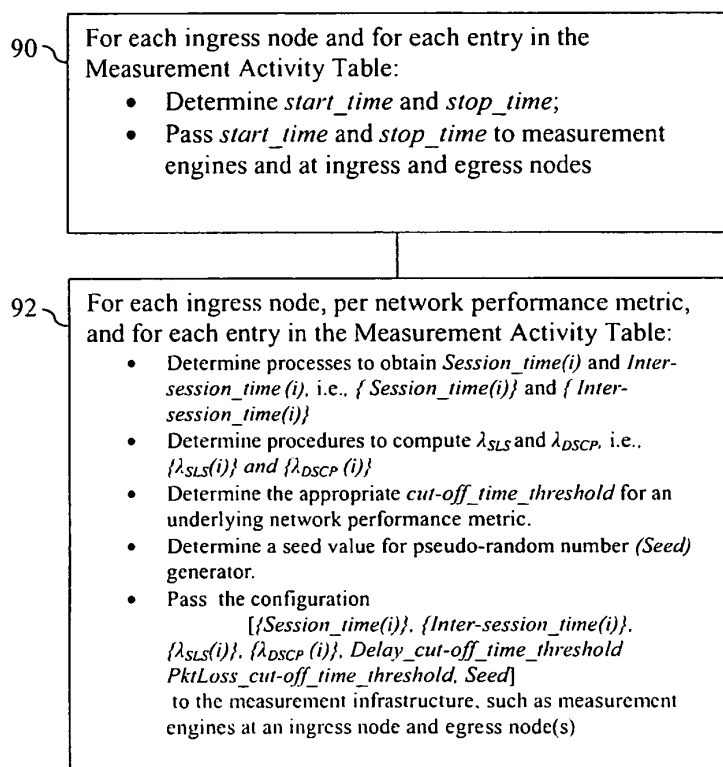 90
For each ingress node and for each entry in the
Measurement Activity Table:
• Determine start_time and stop_time;
• Pass start_time and stop_time to measurement
engines and at ingress and egress nodes
92
For each ingress node, per network performance metric,
and for each entry in the Measurement Activity Table:
• Determine processes to obtain Session_time(i) and Inter-
session_time (i), i.e., { Session_time(i)} and { Inter-
session_time(i)}
• Determine procedures to compute λSLS and λDSCP, i.e.,
{λSLS(i)} and {λDSCP (i)}
• Determine the appropriate cut-off_time_threshold for an
underlying network performance metric.
• Determine a seed value for pseudo-random number (Seed)
generator.
• Pass the configuration
[{Session_time(i)}, {Inter-session_time(i)},
{λSLS(i)}, {λDSCP (i)}, Delay_cut-off_time_threshold
PktLoss_cut-off_time_threshold, Seed]
to the measurement infrastructure, such as measurement
engines at an ingress node and egress node(s)